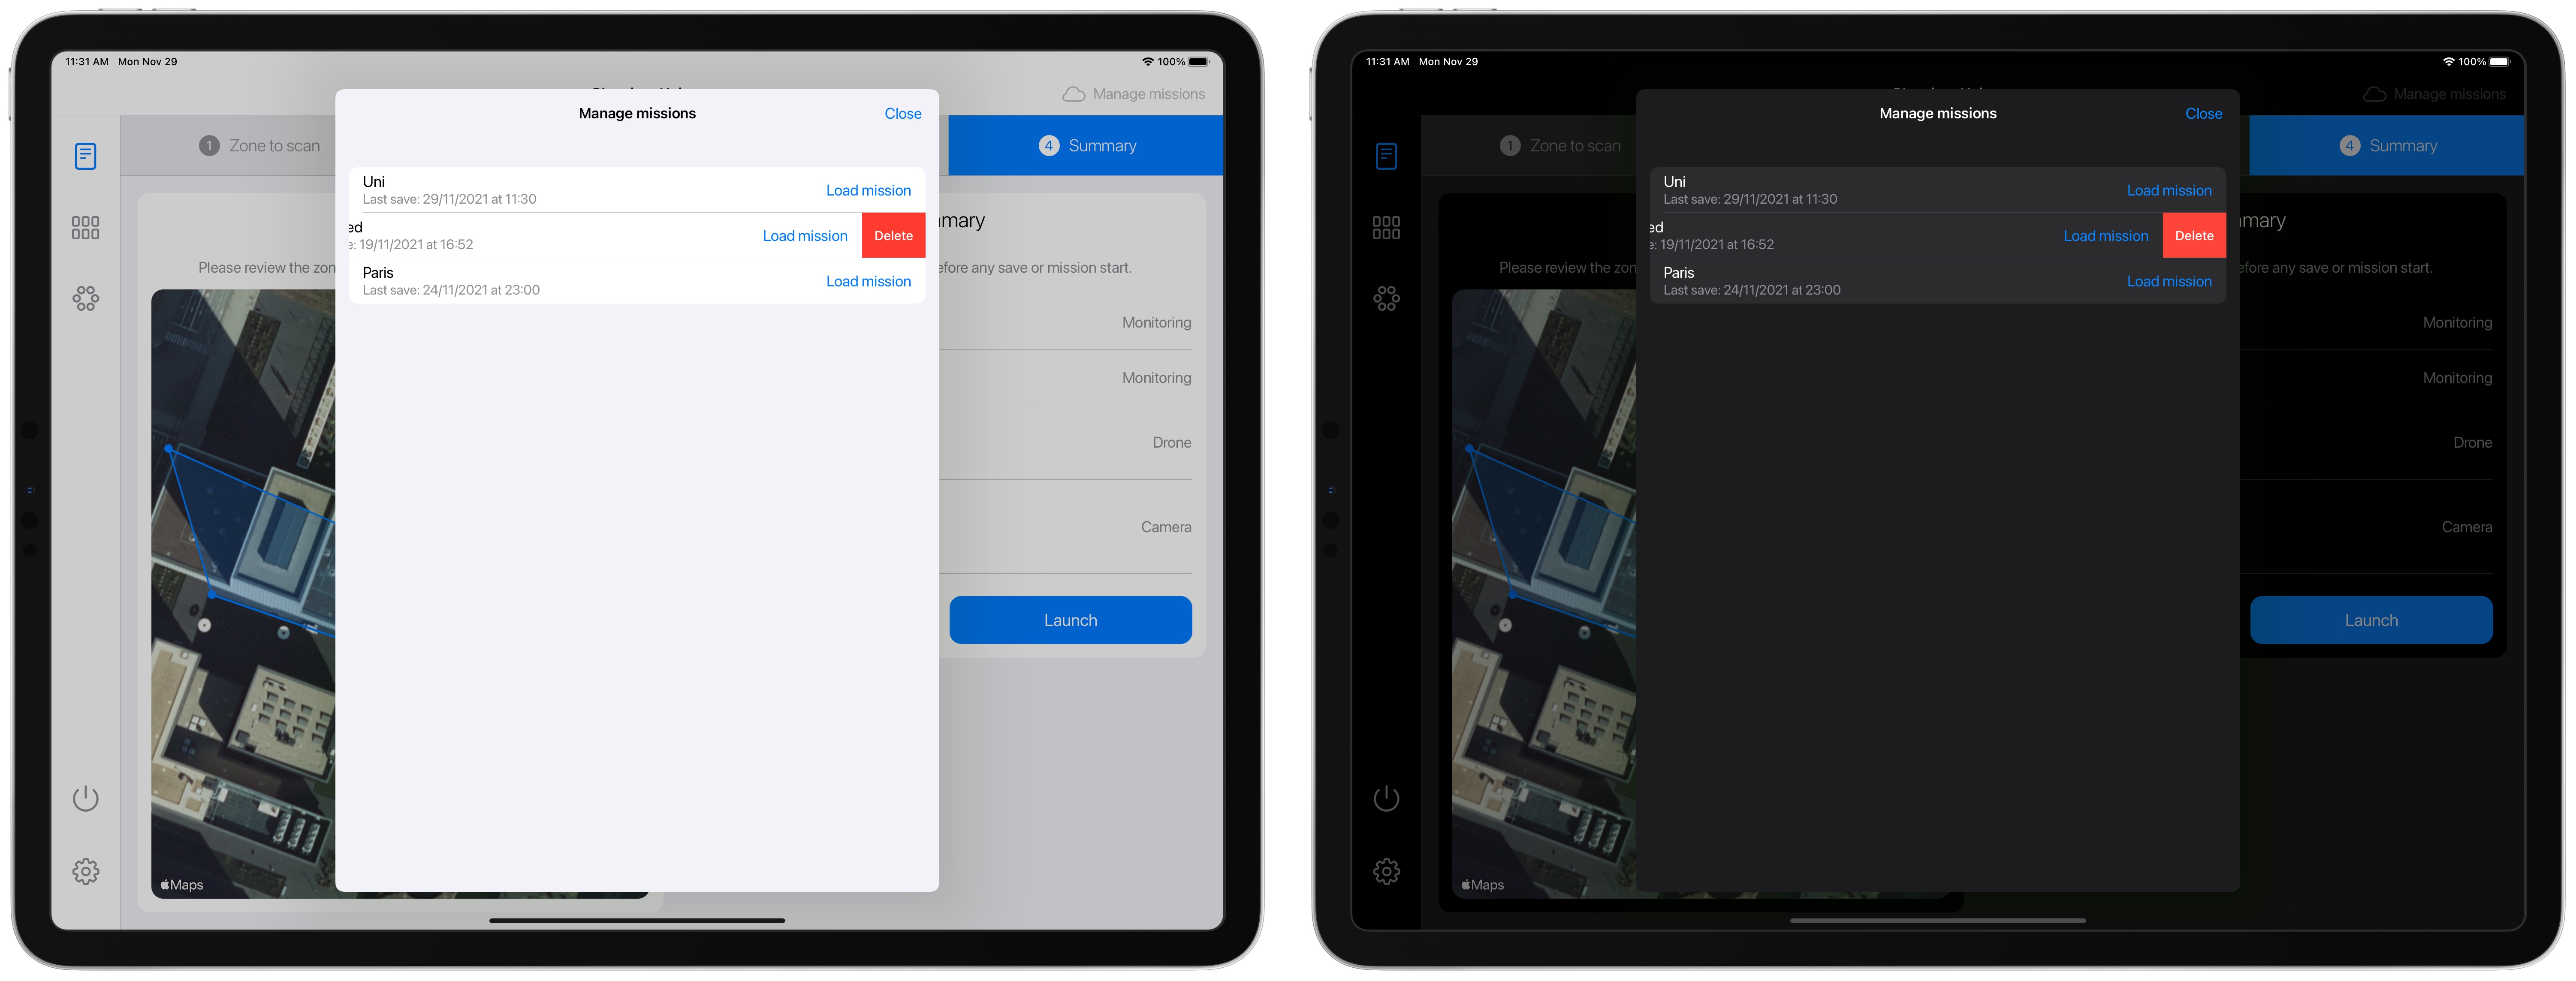 11:31 AM Mon Nov 29
100%
Manage missions
Manage missions
Close
1 Zone to scan
4 Summary
Uni
Last save: 29/11/2021 at 11:30
Load mission
ed
e: 19/11/2021 at 16:52
Load mission
Delete
Paris
Last save: 24/11/2021 at 23:00
Load mission
mmary
Please review the zon
efore any save or mission start.
Monitoring
Monitoring
Drone
Camera
Launch
Maps
11:31 AM Mon Nov 29
100%
Manage missions
Manage missions
Close
1 Zone to scan
4 Summary
Uni
Last save: 29/11/2021 at 11:30
Load mission
ed
e: 19/11/2021 at 16:52
Load mission
Delete
Paris
Last save: 24/11/2021 at 23:00
Load mission
mmary
Please review the zon
efore any save or mission start.
Monitoring
Monitoring
Drone
Camera
Launch
Maps